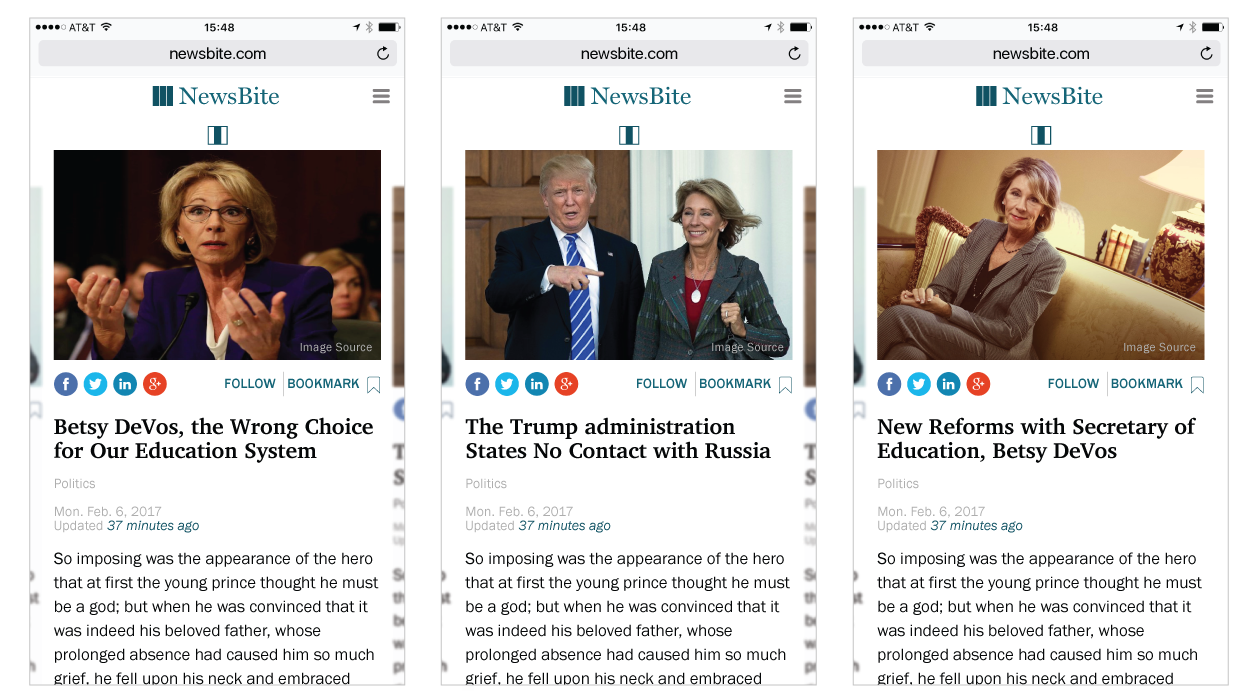 AT&T 15:48
newsbite.com
NewsBite
Image Source
FOLLOW BOOKMARK
Betsy DeVos, the Wrong Choice
for Our Education System
Politics
Mon. Feb. 6, 2017
Updated 37 minutes ago
So imposing was the appearance of the hero
that at first the young prince thought he must
be a god; but when he was convinced that it
was indeed his beloved father, whose
prolonged absence had caused him so much
grief, he fell upon his neck and embraced
AT&T 15:48
newsbite.com
NewsBite
Image Source
FOLLOW BOOKMARK
The Trump administration
States No Contact with Russia
Politics
Mon. Feb. 6, 2017
Updated 37 minutes ago
So imposing was the appearance of the hero
that at first the young prince thought he must
be a god; but when he was convinced that it
was indeed his beloved father, whose
prolonged absence had caused him so much
grief, he fell upon his neck and embraced
AT&T 15:48
newsbite.com
NewsBite
Image Source
FOLLOW BOOKMARK
New Reforms with Secretary of
Education, Betsy DeVos
Politics
Mon. Feb. 6, 2017
Updated 37 minutes ago
So imposing was the appearance of the hero
that at first the young prince thought he must
be a god; but when he was convinced that it
was indeed his beloved father, whose
prolonged absence had caused him so much
grief, he fell upon his neck and embraced